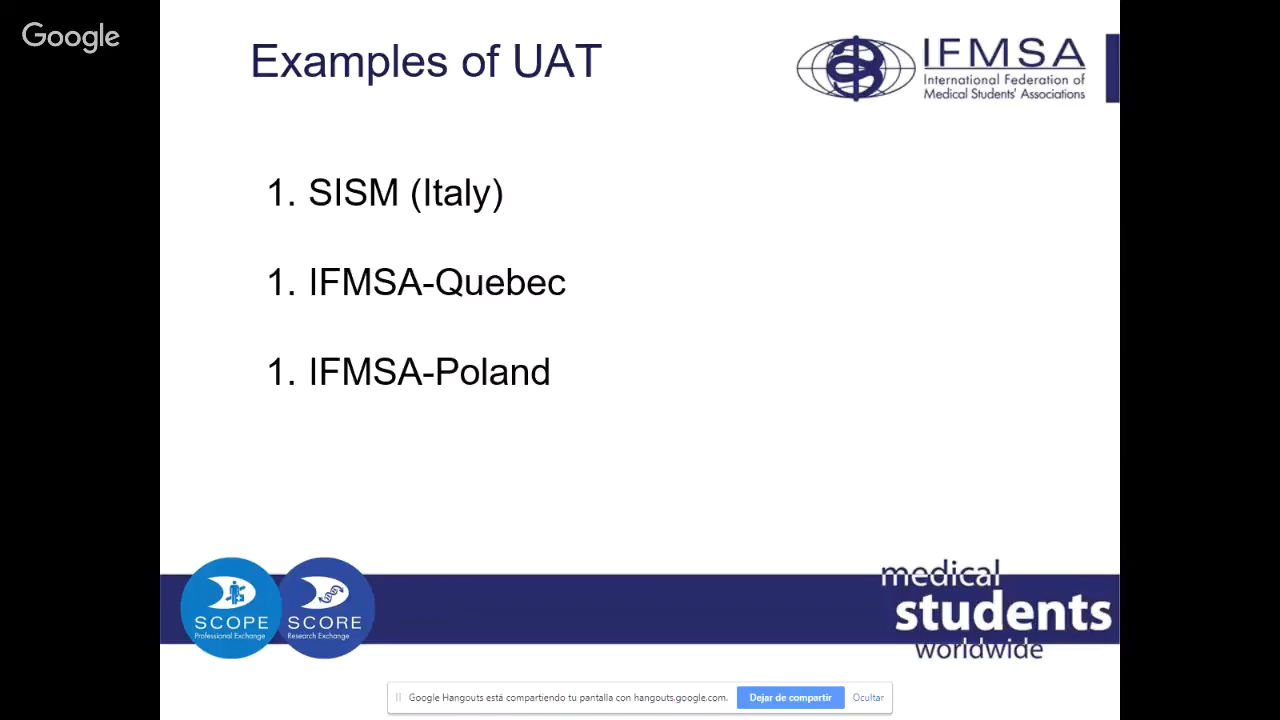 Google
Examples of UAT
IFMSA
International Federation of
Medical Students' Associations
1. SISM (Italy)
1. IFMSA-Quebec
1. IFMSA-Poland
SCOPE
Professional Exchange
SCORE
Research Exchange
medical
students
worldwide
Google Hangouts está compartiendo tu pantalla con hangouts.google.com.
Dejar de compartir
Ocultar